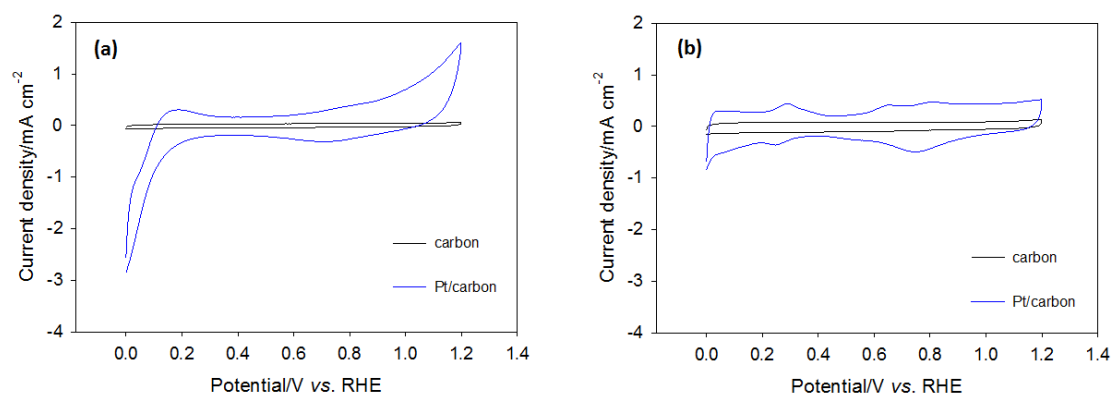 (a)
2
1
0
-1
-2
-3
-4
Current density/mA cm⁻²
carbon
Pt/carbon
0.0 0.2 0.4 0.6 0.8 1.0 1.2 1.4
Potential/V vs. RHE
(b)
2
1
0
-1
-2
-3
-4
Current density/mA cm⁻²
carbon
Pt/carbon
0.0 0.2 0.4 0.6 0.8 1.0 1.2 1.4
Potential/V vs. RHE